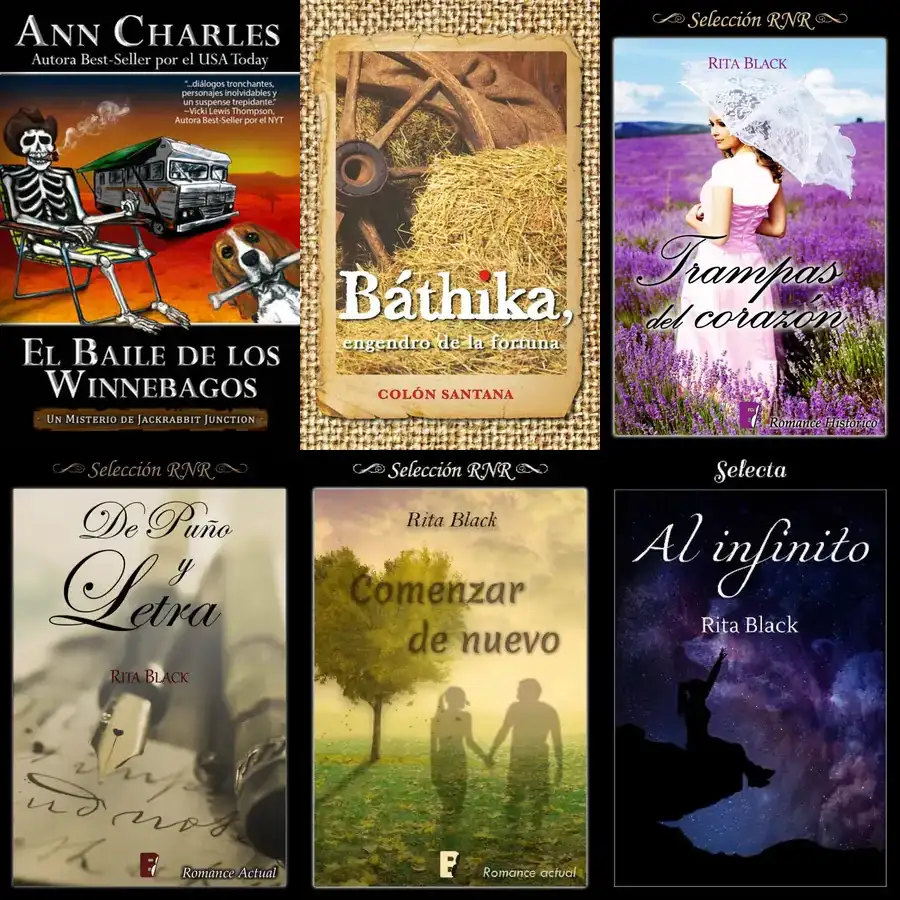 ANN CHARLES
Autora Best-Seller por el USA Today
"...diálogos tronchantes,
personajes inolvidables y
un suspense trepidante."
~Vicki Lewis Thompson,
Autora Best-Seller por el NYT
EL BAILE DE LOS
WINNEBAGOS
UN MISTERIO DE JACKRABBIT JUNCTION
Báthika,
engendro de la fortuna
COLÓN SANTANA
Selección RNR
RITA BLACK
Trampas
del corazón
Romance Histórico
Selección RNR
De Puño
y
Letra
RITA BLACK
Romance Actual
Selección RNR
Rita Black
Comenzar
de nuevo
Romance actual
Selecta
Al infinito
Rita Black